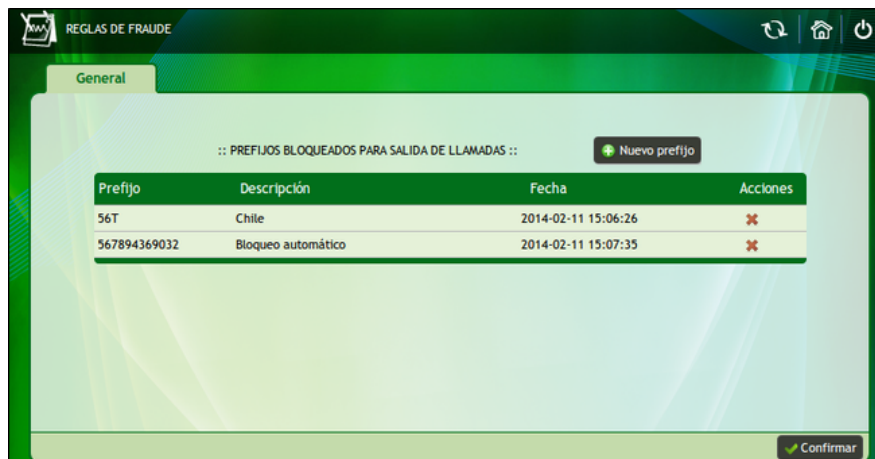 REGLAS DE FRAUDE
General
:: PREFIJOS BLOQUEADOS PARA SALIDA DE LLAMADAS ::
Nuevo prefijo
Prefijo Descripción Fecha Acciones
56T Chile 2014-02-11 15:06:26
567894369032 Bloqueo automático 2014-02-11 15:07:35
Confirmar